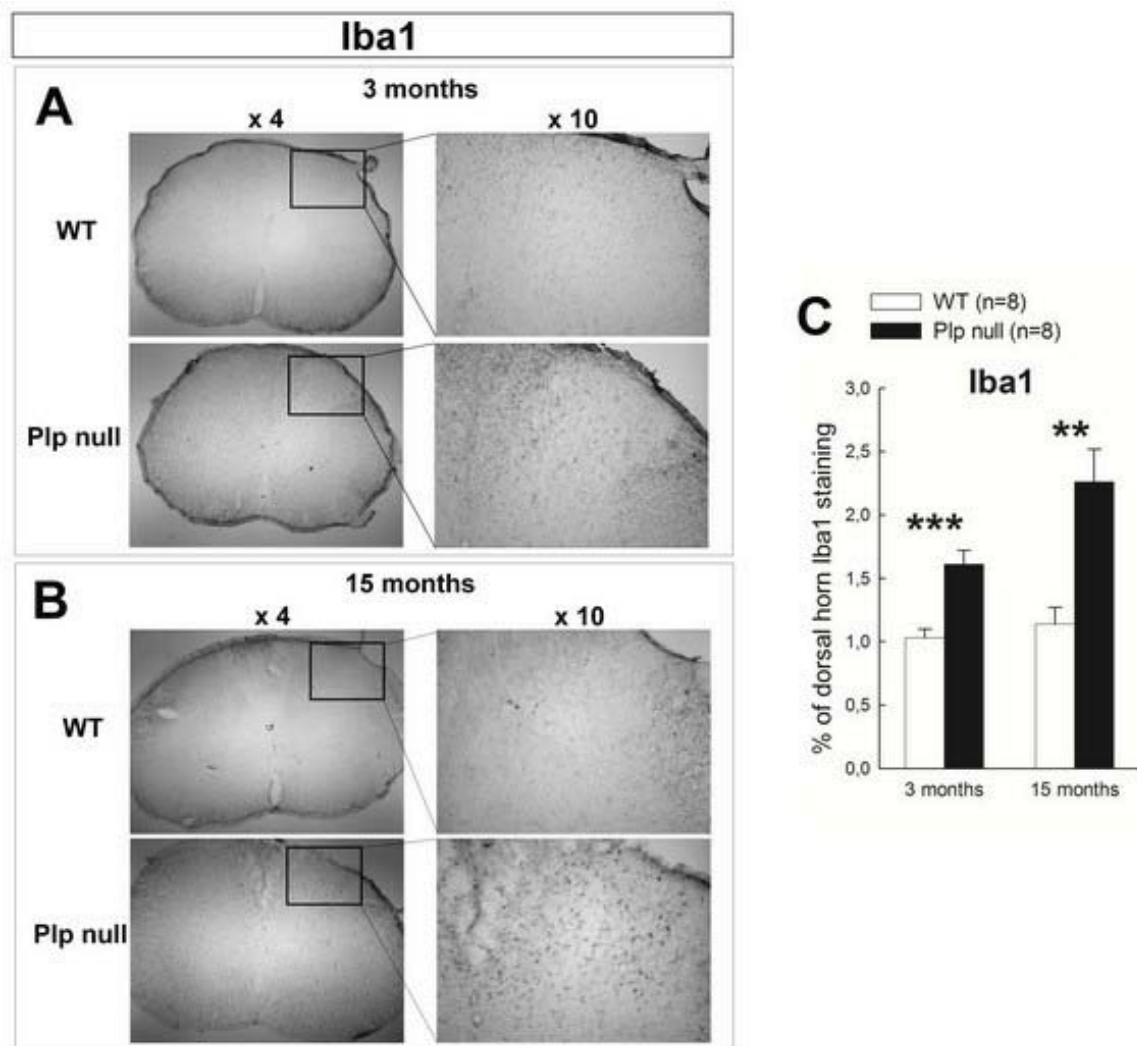 Iba1
A
3 months
x 4
x 10
WT
Plp null
B
15 months
x 4
x 10
WT
Plp null
C
WT (n=8)
Plp null (n=8)
Iba1
% of dorsal horn Iba1 staining
3,0
2,5
2,0
1,5
1,0
0,5
0,0
***
**
3 months
15 months